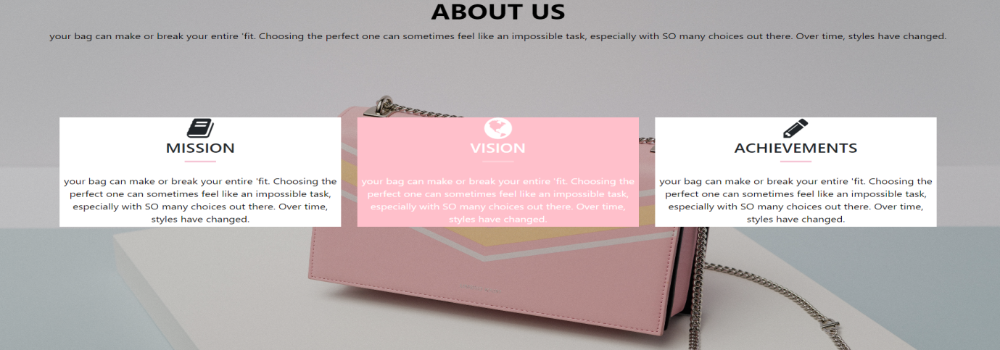 ABOUT US
your bag can make or break your entire 'fit. Choosing the perfect one can sometimes feel like an impossible task, especially with SO many choices out there. Over time, styles have changed.
MISSION
your bag can make or break your entire 'fit. Choosing the
perfect one can sometimes feel like an impossible task,
especially with SO many choices out there. Over time,
styles have changed.
VISION
your bag can make or break your entire 'fit. Choosing the
perfect one can sometimes feel like an impossible task,
especially with SO many choices out there. Over time,
styles have changed.
ACHIEVEMENTS
your bag can make or break your entire 'fit. Choosing the
perfect one can sometimes feel like an impossible task,
especially with SO many choices out there. Over time,
styles have changed.